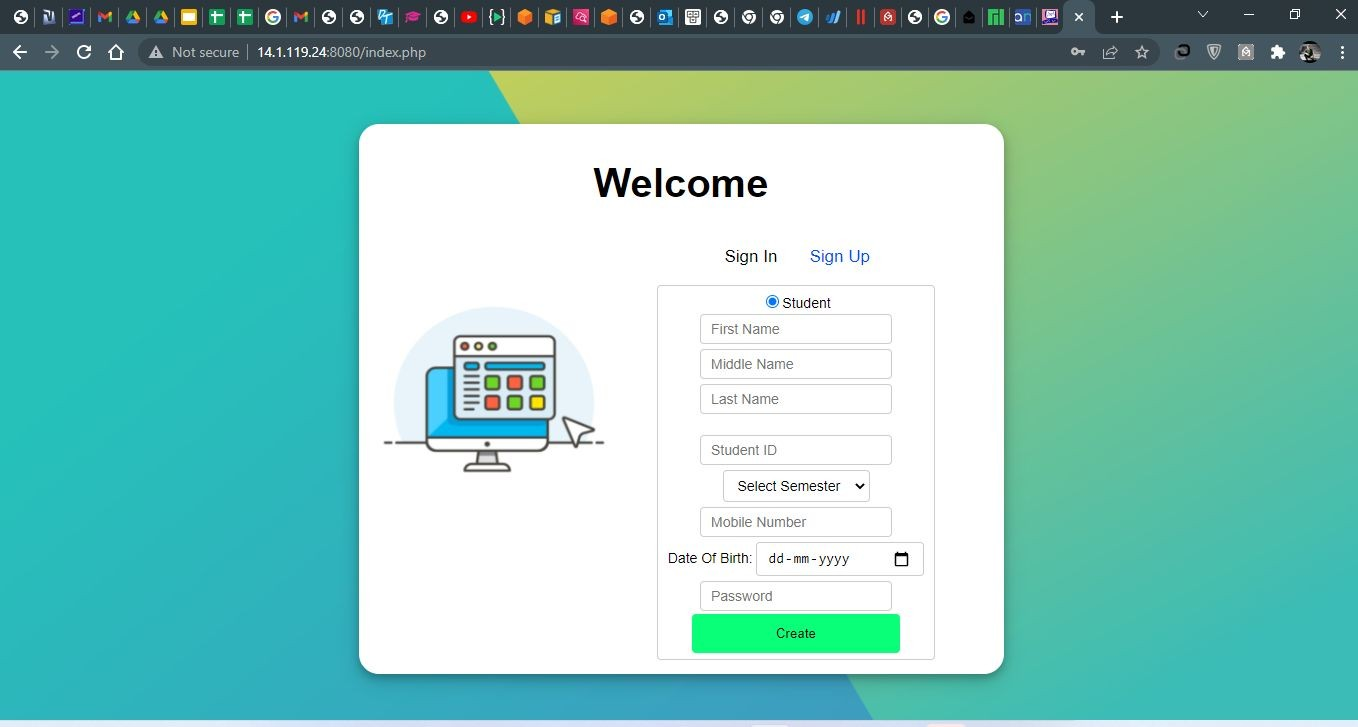 Not secure
14.1.119.24:8080/index.php
Welcome
Sign In
Sign Up
Student
First Name
Middle Name
Last Name
Student ID
Select Semester
Mobile Number
Date Of Birth: dd-mm-yyyy
Password
Create